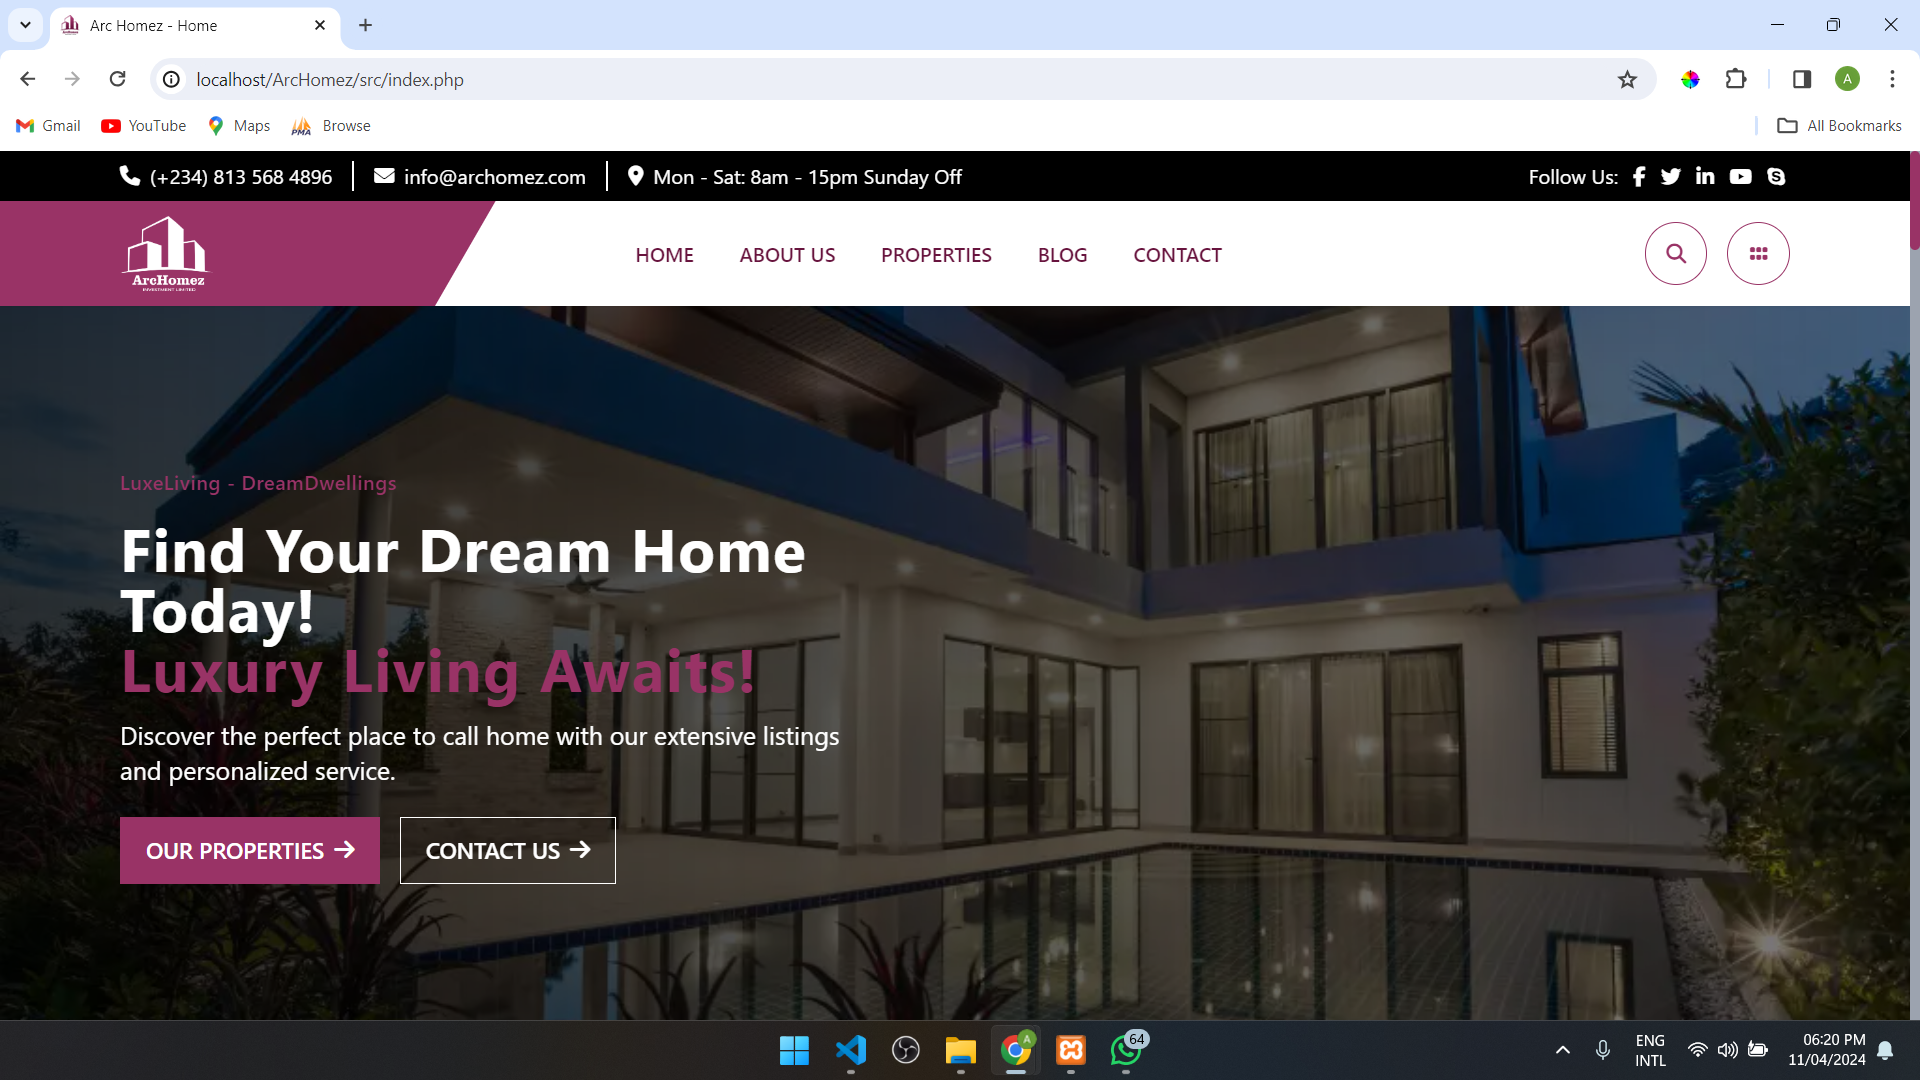 Arc Homez - Home
localhost/ArcHomez/src/index.php
A
Gmail
YouTube
Maps
PMA
Browse
All Bookmarks
(+234) 813 568 4896
info@archomez.com
Mon - Sat: 8am - 15pm Sunday Off
Follow Us:
ArcHomez
INVESTMENT LIMITED
HOME
ABOUT US
PROPERTIES
BLOG
CONTACT
LuxeLiving - DreamDwellings
Find Your Dream Home
Today!
Luxury Living Awaits!
Discover the perfect place to call home with our extensive listings
and personalized service.
OUR PROPERTIES
CONTACT US
A
64
ENG
INTL
06:20 PM
11/04/2024